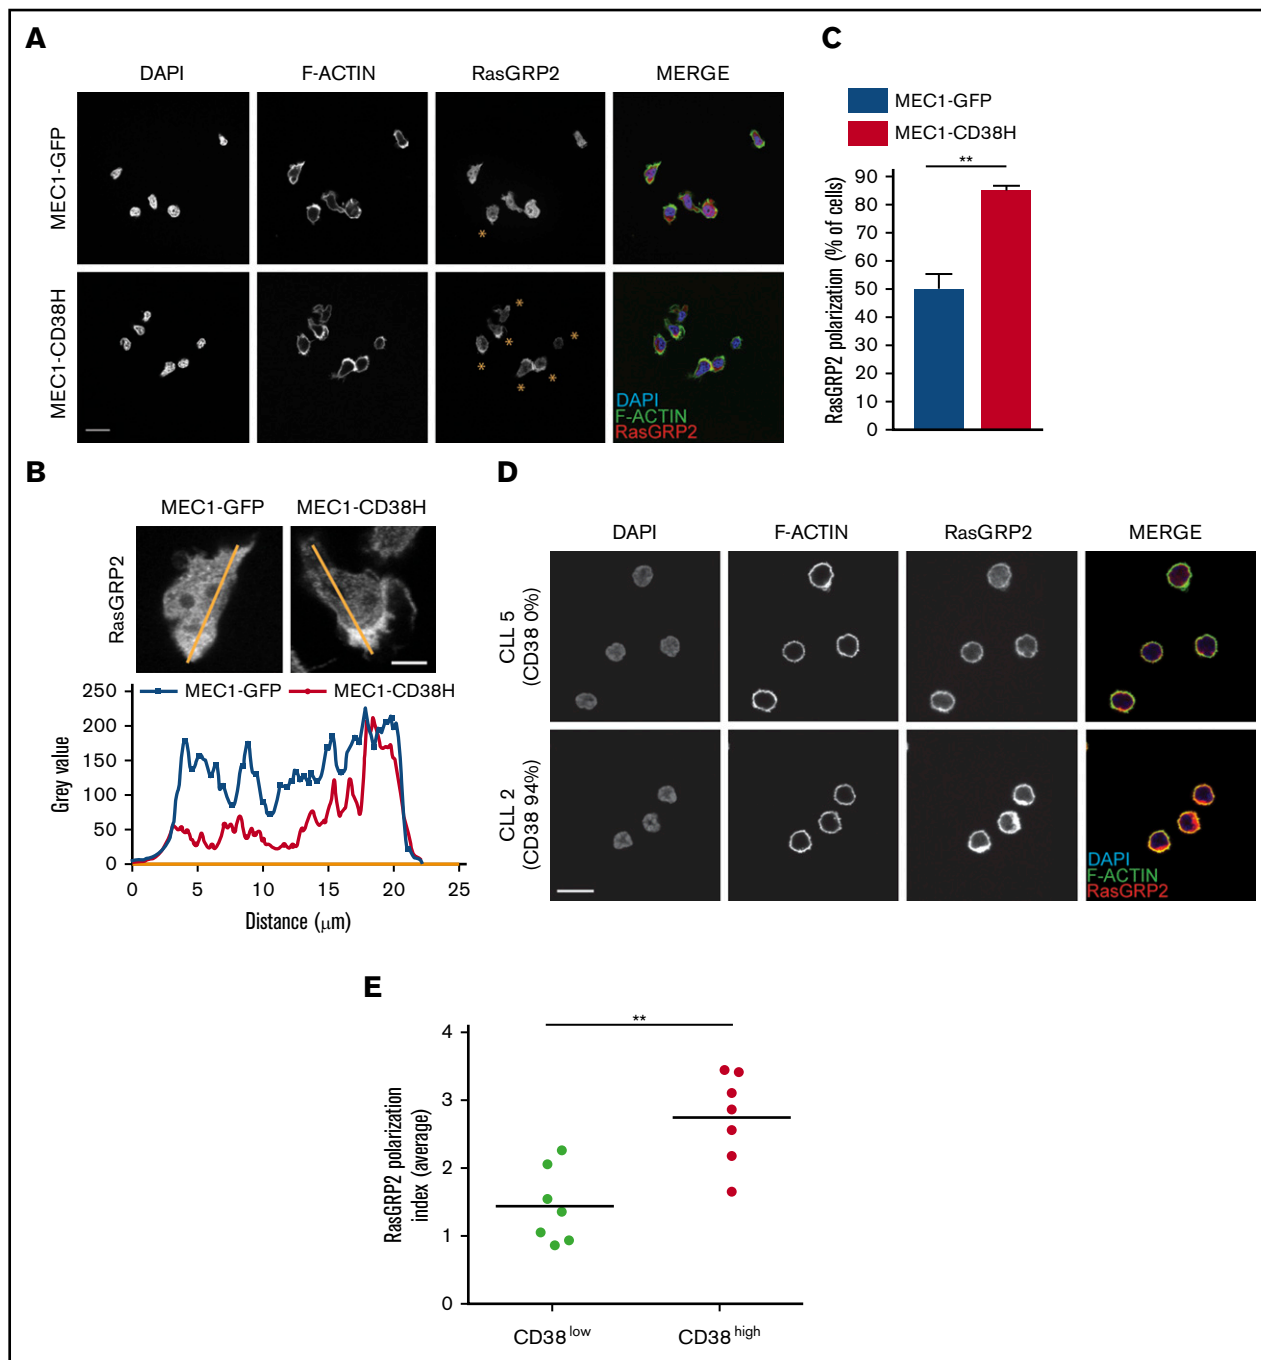 A
DAPI
F-ACTIN
RasGRP2
MERGE
MEC1-GFP
*
MEC1-CD38H
*
*
*
*
*
*
DAPI
F-ACTIN
RasGRP2
C
MEC1-GFP
MEC1-CD38H
**
RasGRP2 polarization (% of cells)
90
80
70
60
50
40
30
20
10
0
B
MEC1-GFP
MEC1-CD38H
RasGRP2
MEC1-GFP
MEC1-CD38H
Grey value
250
200
150
100
50
0
0
5
10
15
20
25
Distance (μm)
D
DAPI
F-ACTIN
RasGRP2
MERGE
CLL 5
(CD38 0%)
CLL 2
(CD38 94%)
DAPI
F-ACTIN
RasGRP2
E
**
RasGRP2 polarization
index (average)
4
3
2
1
0
CD38 low
CD38 high